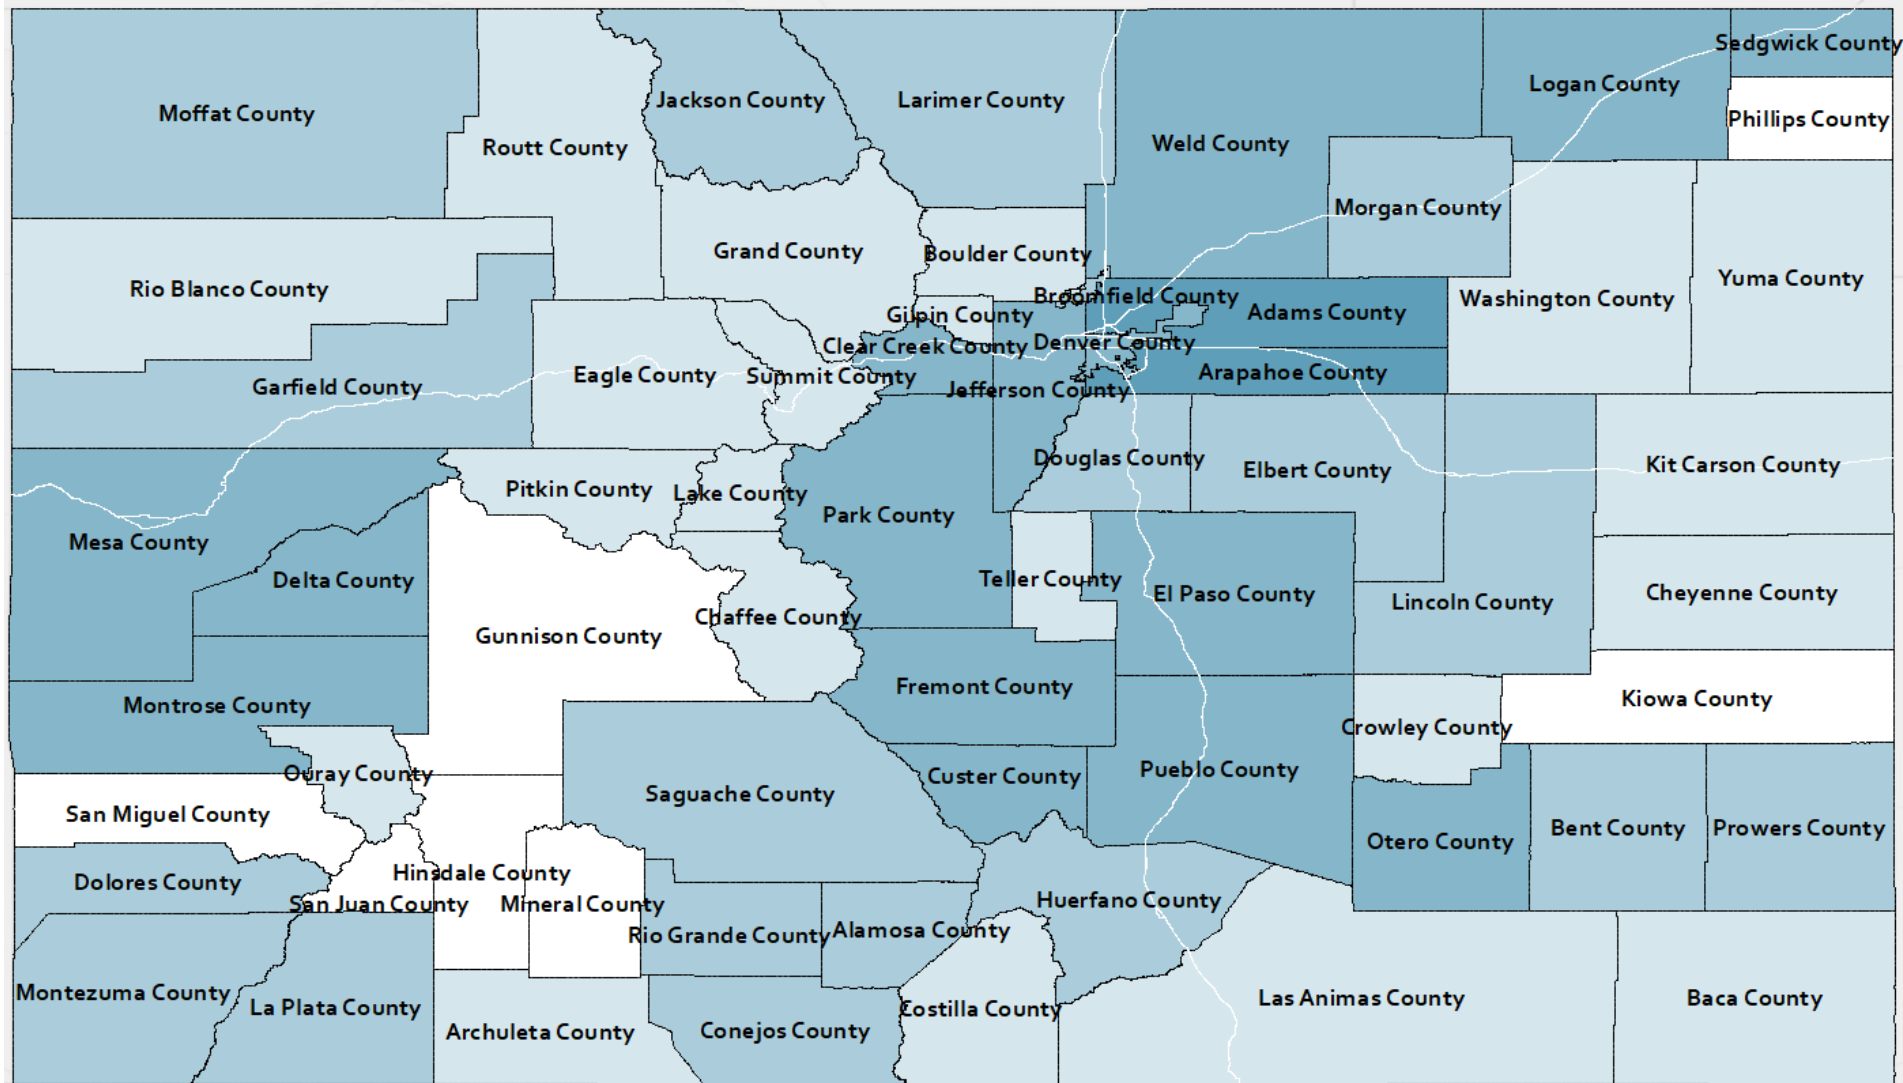 Sedgwick County
Logan County
Jackson County
Larimer County
Moffat County
Phillips County
Routt County
Weld County
Morgan County
Grand County
Boulder County
Yuma County
Rio Blanco County
Broomfield County
Washington County
Gilpin County
Adams County
Clear Creek County
Denver County
Eagle County
Summit County
Arapahoe County
Garfield County
Jefferson County
Douglas County
Elbert County
Kit Carson County
Pitkin County
Lake County
Park County
Mesa County
Delta County
Teller County
El Paso County
Cheyenne County
Lincoln County
Chaffee County
Gunnison County
Fremont County
Kiowa County
Montrose County
Crowley County
Ouray County
Custer County
Pueblo County
Saguache County
San Miguel County
Bent County
Prowers County
Otero County
Hinsdale County
Dolores County
San Juan County
Mineral County
Huerfano County
Rio Grande County
Alamosa County
Montezuma County
La Plata County
Las Animas County
Baca County
Costilla County
Archuleta County
Conejos County